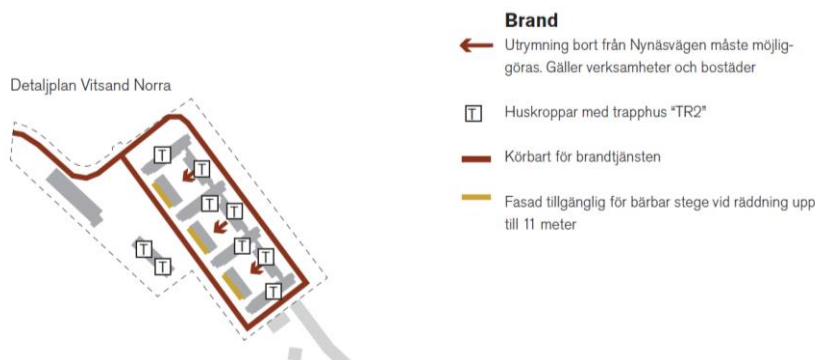 Brand
Utrymning bort från Nynäsvägen måste möjlig-
göras. Gäller verksamheter och bostäder
Detaljplan Vitsand Norra
T Huskroppar med trapphus "TR2"
Körbart för brandtjänsten
Fasad tillgänglig för bärbar stege vid räddning upp
till 11 meter
T
T
T
T
T
T
T
T
T